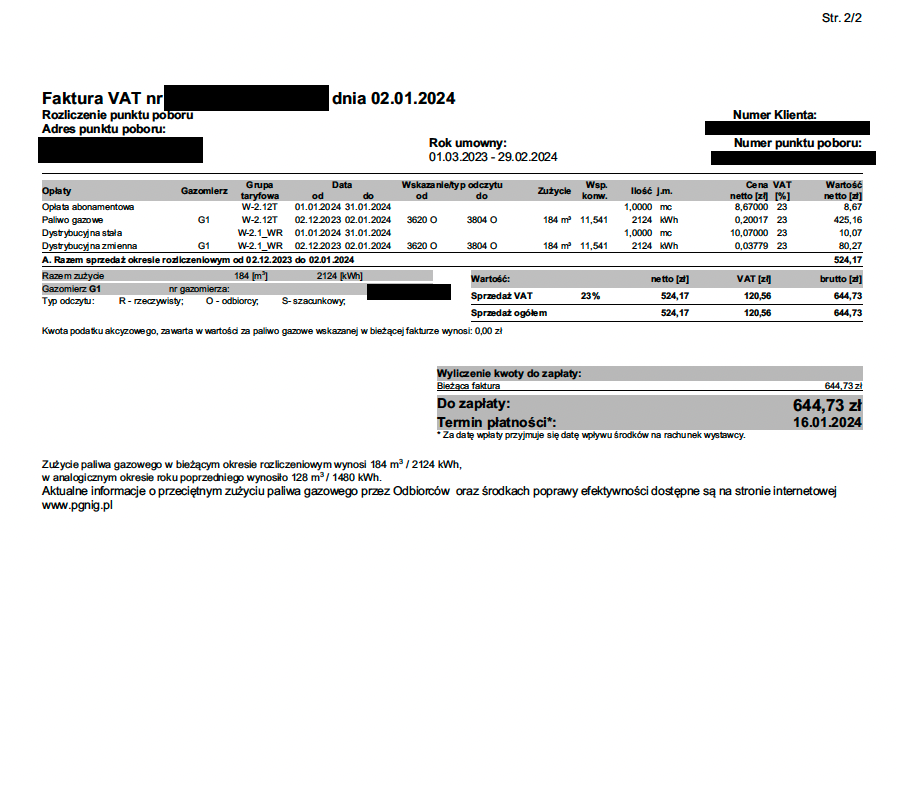 Str. 2/2
Faktura VAT nr dnia 02.01.2024
Rozliczenie punktu poboru
Numer Klienta:
Adres punktu poboru:
Rok umowny:
Numer punktu poboru:
01.03.2023 - 29.02.2024
Opłaty Gazomierz Grupa taryfowa Data od do Wskazanie/typ odczytu od do Zużycie Wsp. konw. Ilość j.m. Cena netto [zł] VAT [%] Wartość netto [zł]
Opłata abonamentowa W-2.12T 01.01.2024 31.01.2024 1,0000 mc 8,67000 23 8,67
Paliwo gazowe G1 W-2.12T 02.12.2023 02.01.2024 3620 O 3804 O 184 m³ 11,541 2124 kWh 0,20017 23 425,16
Dystrybucyjna stała W-2.1_WR 01.01.2024 31.01.2024 1,0000 mc 10,07000 23 10,07
Dystrybucyjna zmienna G1 W-2.1_WR 02.12.2023 02.01.2024 3620 O 3804 O 184 m³ 11,541 2124 kWh 0,03779 23 80,27
A. Razem sprzedaż okresie rozliczeniowym od 02.12.2023 do 02.01.2024 524,17
Razem zużycie 184 [m³] 2124 [kWh]
Gazomierz G1 nr gazomierza:
Typ odczytu: R - rzeczywisty; O - odbiorcy; S- szacunkowy;
Wartość: netto [zł] VAT [zł] brutto [zł]
Sprzedaż VAT 23% 524,17 120,56 644,73
Sprzedaż ogółem 524,17 120,56 644,73
Kwota podatku akcyzowego, zawarta w wartości za paliwo gazowe wskazanej w bieżącej fakturze wynosi: 0,00 zł
Wyliczenie kwoty do zapłaty:
Bieżąca faktura 644,73 zł
Do zapłaty: 644,73 zł
Termin płatności*: 16.01.2024
* Za datę wpłaty przyjmuje się datę wpływu środków na rachunek wystawcy.
Zużycie paliwa gazowego w bieżącym okresie rozliczeniowym wynosi 184 m³ / 2124 kWh,
w analogicznym okresie roku poprzedniego wynosiło 128 m³ / 1480 kWh.
Aktualne informacje o przeciętnym zużyciu paliwa gazowego przez Odbiorców oraz środkach poprawy efektywności dostępne są na stronie internetowej
www.pgnig.pl